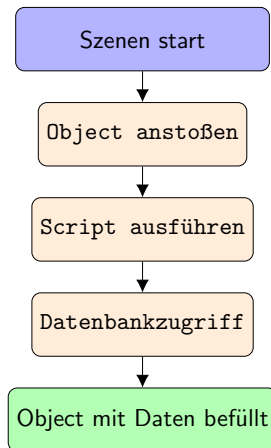 Szenen start
Object anstoßen
Script ausführen
Datenbankzugriff
Object mit Daten befüllt